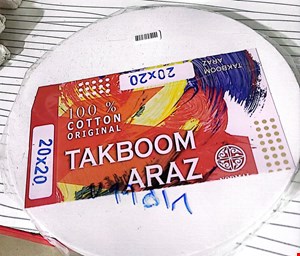 20x20
TAKBOOM
ARAZ
100 %
COTTON
ORIGINAL
20x20
TAKBOOM
ARAZ